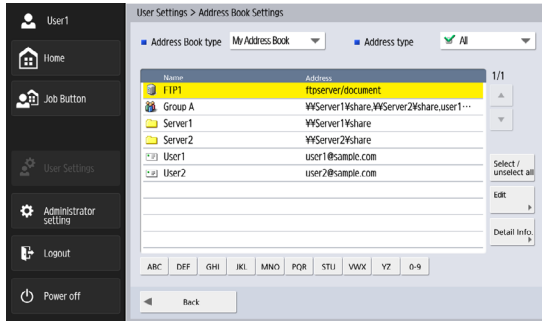 User1
Home
Job Button
User Settings
Administrator
setting
Logout
Power off
User Settings > Address Book Settings
Address Book type My Address Book Address type All
Name Address 1/1
FTP1 ftpserver/document
Group A ¥¥Server1¥share,¥¥Server2¥share,user1···
Server1 ¥¥Server1¥share
Server2 ¥¥Server2¥share
User1 user1@sample.com
User2 user2@sample.com
Select /
unselect all
Edit
Detail Info.
ABC DEF GHI JKL MNO PQR STU VWX YZ 0-9
Back